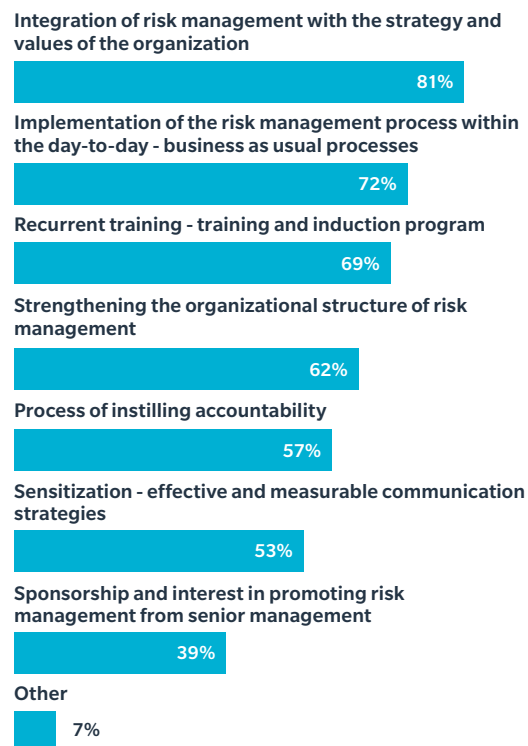 Integration of risk management with the strategy and
values of the organization
81%
Implementation of the risk management process within
the day-to-day - business as usual processes
72%
Recurrent training - training and induction program
69%
Strengthening the organizational structure of risk
management
62%
Process of instilling accountability
57%
Sensitization - effective and measurable communication
strategies
53%
Sponsorship and interest in promoting risk
management from senior management
39%
Other
7%